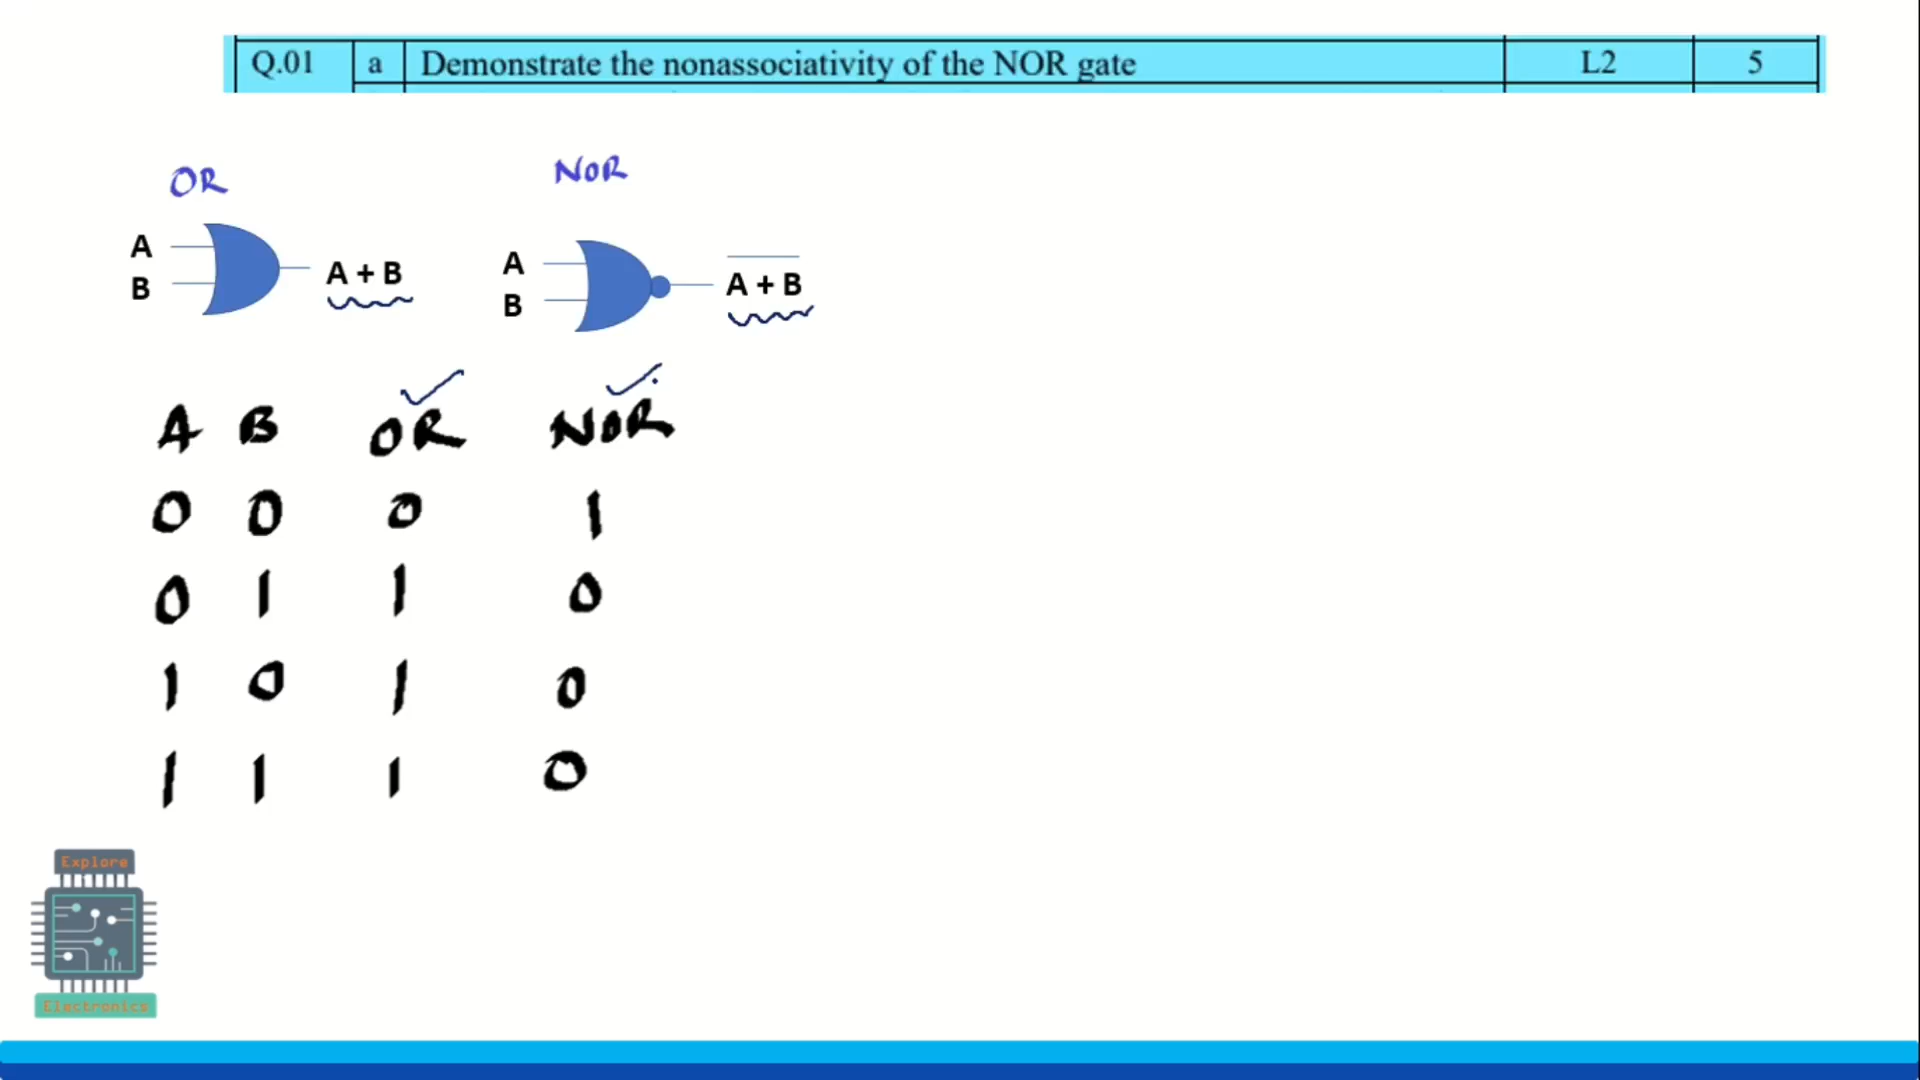 Q.01 a Demonstrate the nonassociativity of the NOR gate L2 5
OR NOR
A
B
A + B
A
B
A + B
A B OR NOR
0 0 0 1
0 1 1 0
1 0 1 0
1 1 1 0
Explore
Electronics